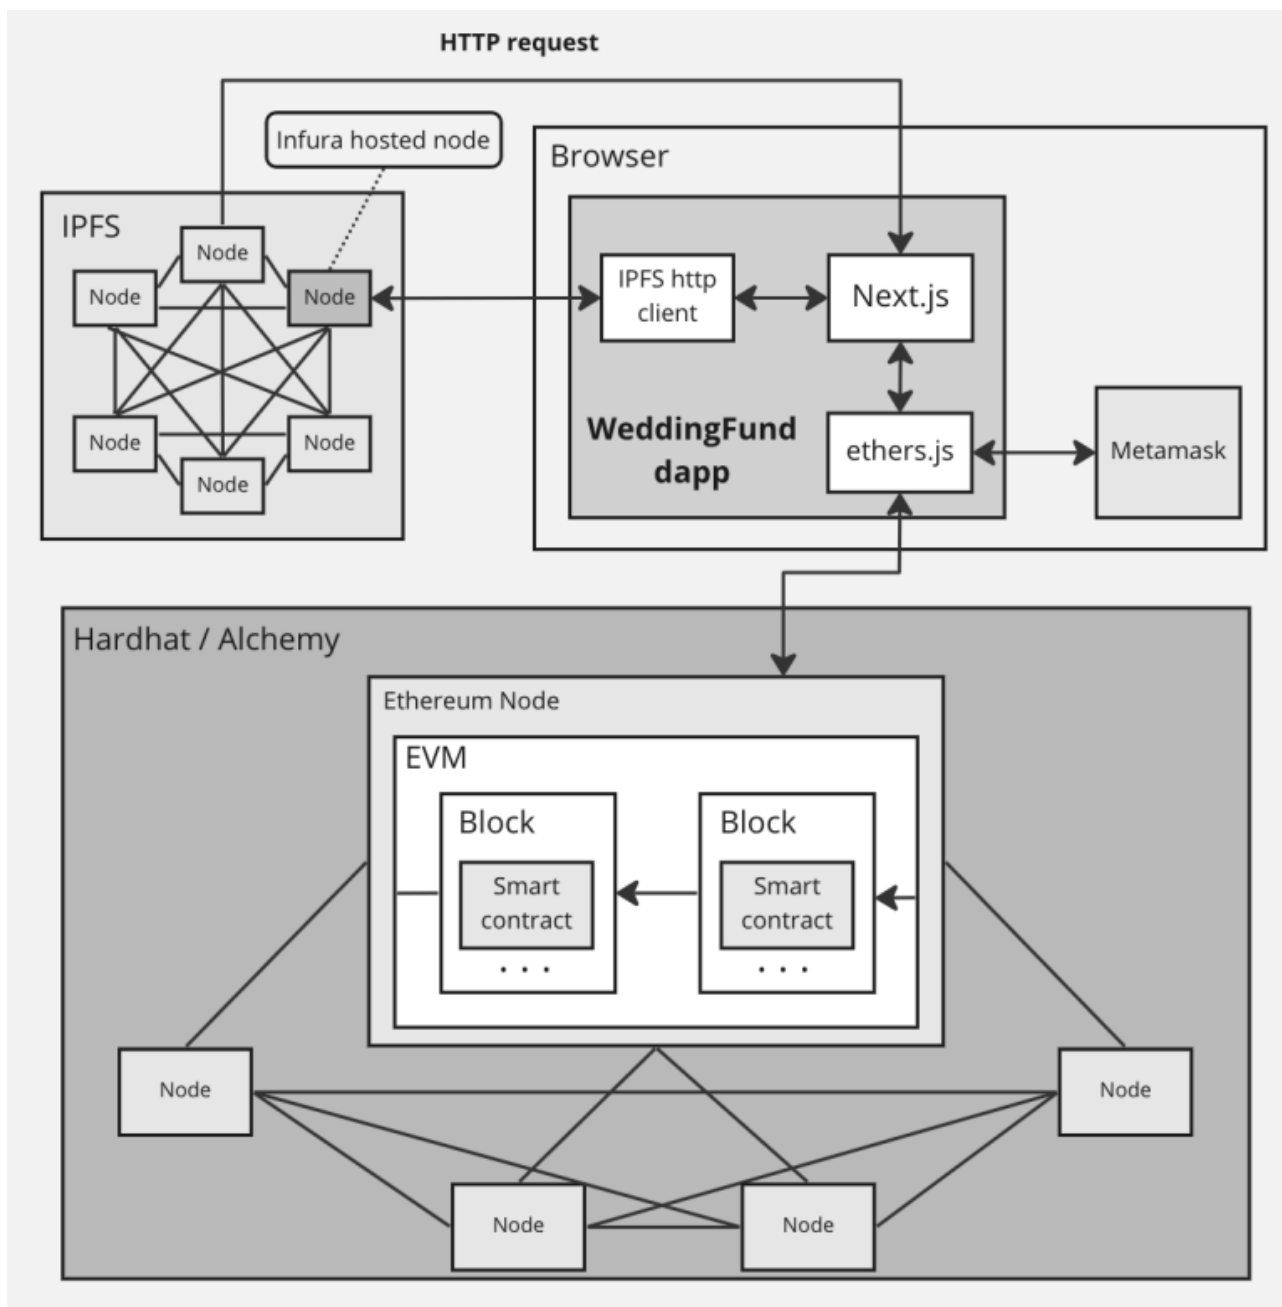 HTTP request
Infura hosted node
Browser
IPFS
Node
Node
Node
Node
Node
Node
IPFS http
client
Next.js
WeddingFund
dapp
ethers.js
Metamask
Hardhat / Alchemy
Ethereum Node
EVM
Block
Smart
contract
. . .
Block
Smart
contract
. . .
Node
Node
Node
Node